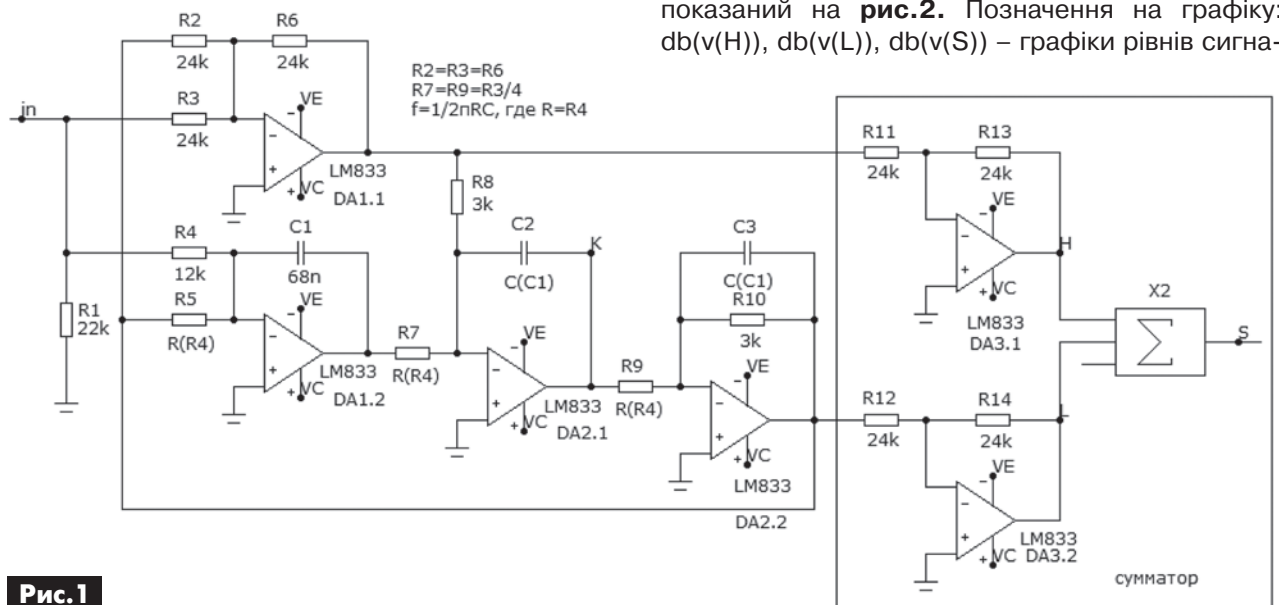 показаний на рис.2. Позначення на графіку:
db(v(H)), db(v(L)), db(v(S)) – графіки рівнів сигна-
R2
24k
R6
24k
R2=R3=R6
R7=R9=R3/4
f=1/2πRC, где R=R4
in
R3
24k
VE
−
+
+
VC
LM833
DA1.1
R8
3k
R11
24k
R13
24k
VE
−
+
+
VC
LM833
DA3.1
H
R4
12k
C1
68n
R1
22k
R5
R(R4)
VE
−
+
+
VC
LM833
DA1.2
R7
R(R4)
C2
C(C1)
K
VE
−
+
+
VC
LM833
DA2.1
R9
R(R4)
C3
C(C1)
R10
3k
VE
−
+
+
VC
LM833
DA2.2
X2
Σ
S
R12
24k
R14
24k
L
VE
−
+
+
VC
LM833
DA3.2
сумматор
Рис.1